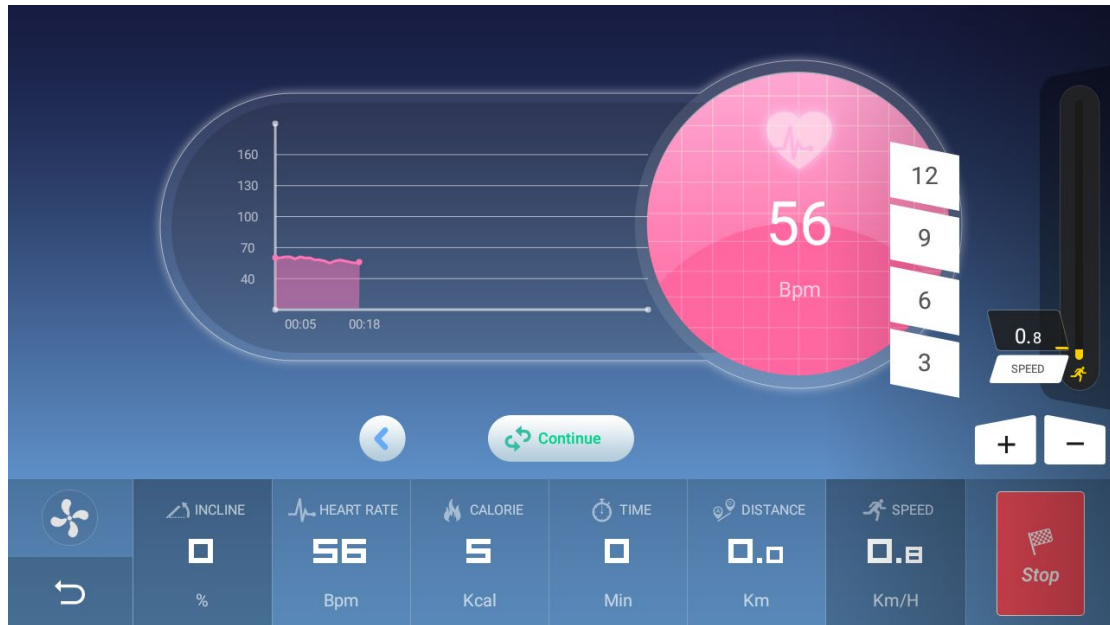 160
130
100
70
40
00:05 00:18
56
Bpm
12
9
6
3
0.8
SPEED
+ −
Continue
INCLINE
0
%
HEART RATE
56
Bpm
CALORIE
5
Kcal
TIME
0
Min
DISTANCE
0.0
Km
SPEED
0.8
Km/H
Stop